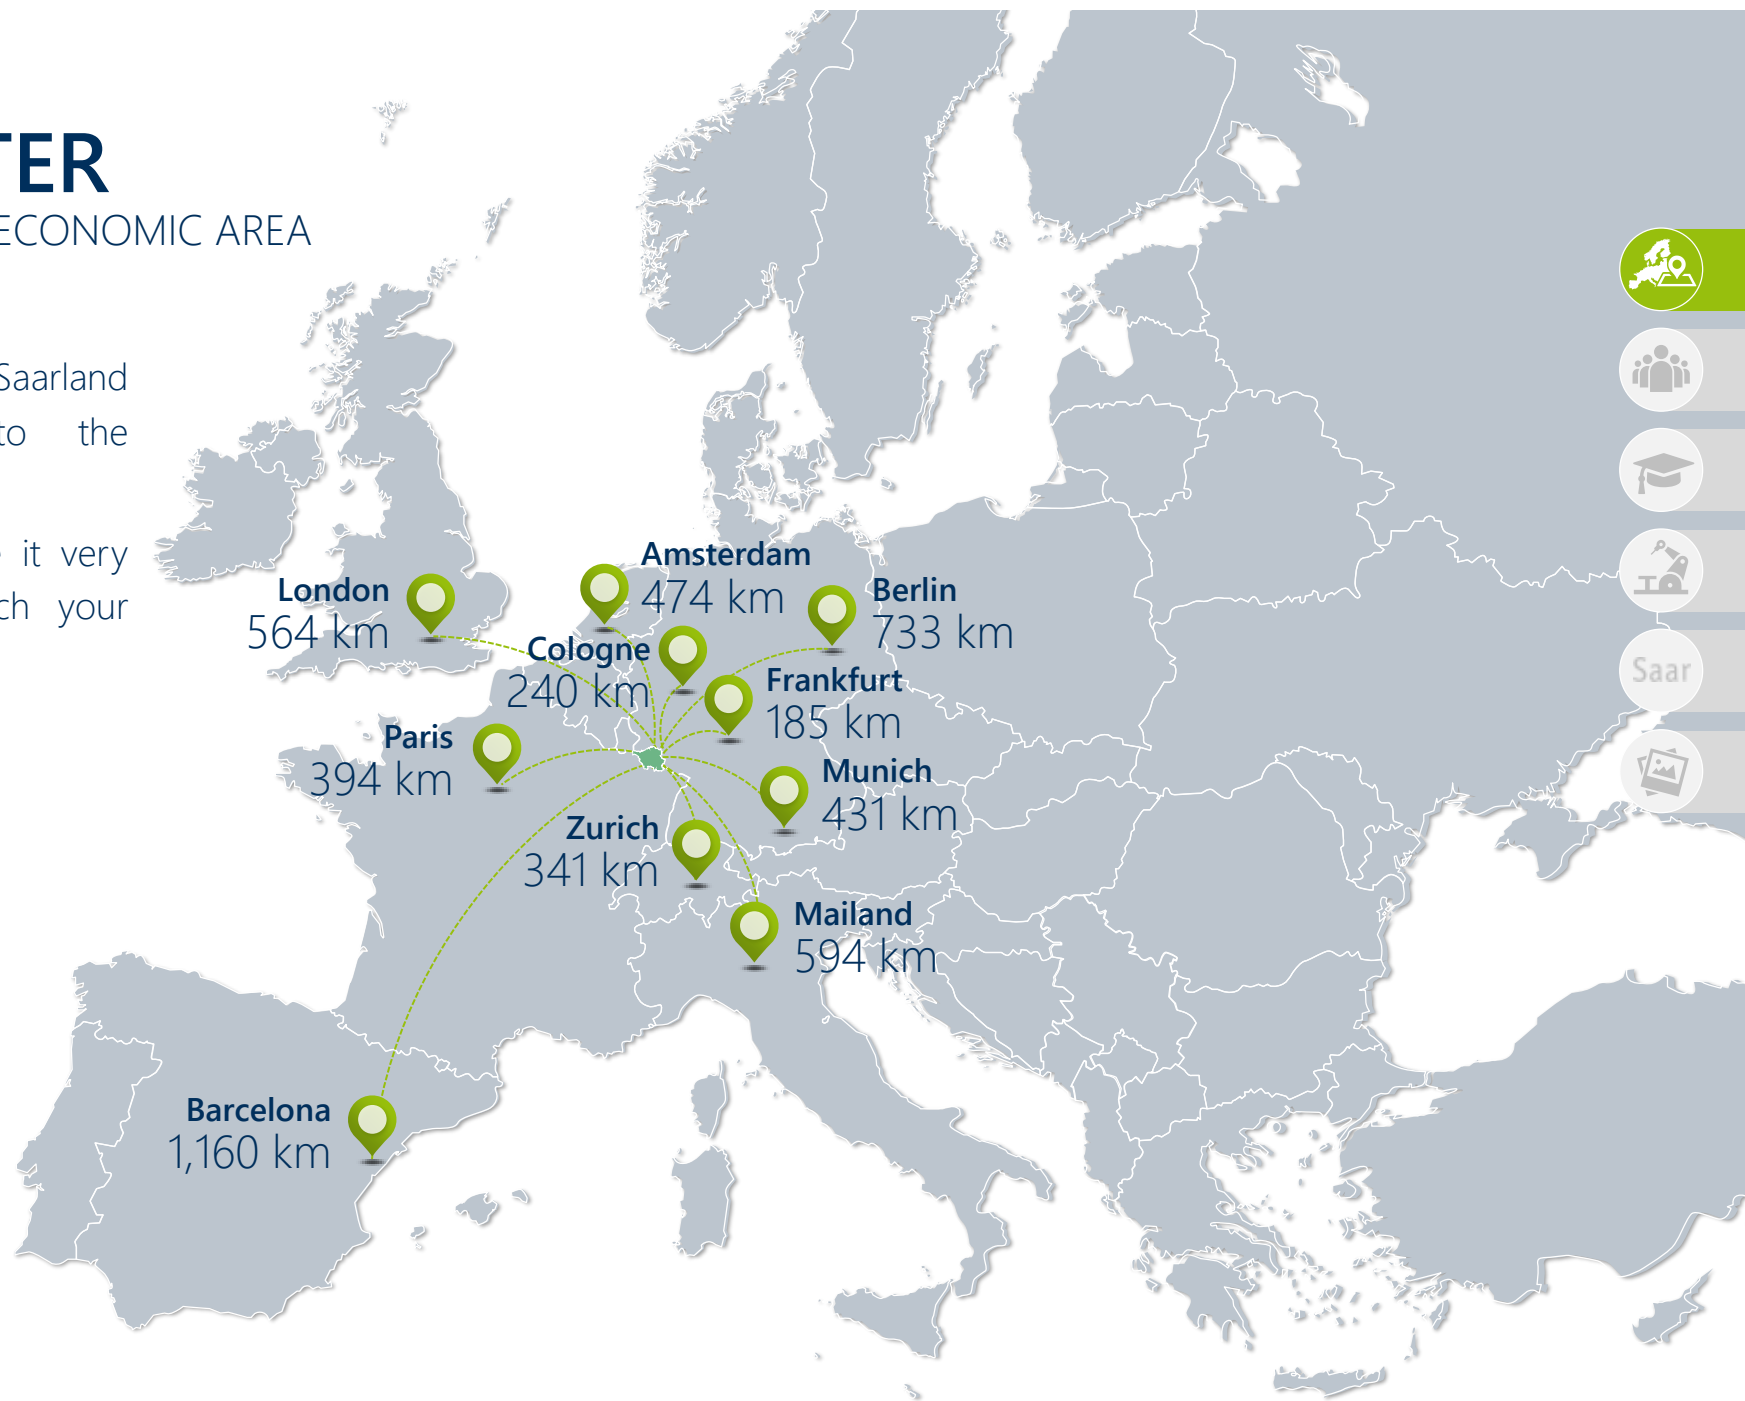 TER
ECONOMIC AREA
Saarland
to the
it very
your
Amsterdam
474 km
London
564 km
Berlin
733 km
Cologne
240 km
Frankfurt
185 km
Saar
Paris
394 km
Munich
431 km
Zurich
341 km
Mailand
594 km
Barcelona
1,160 km